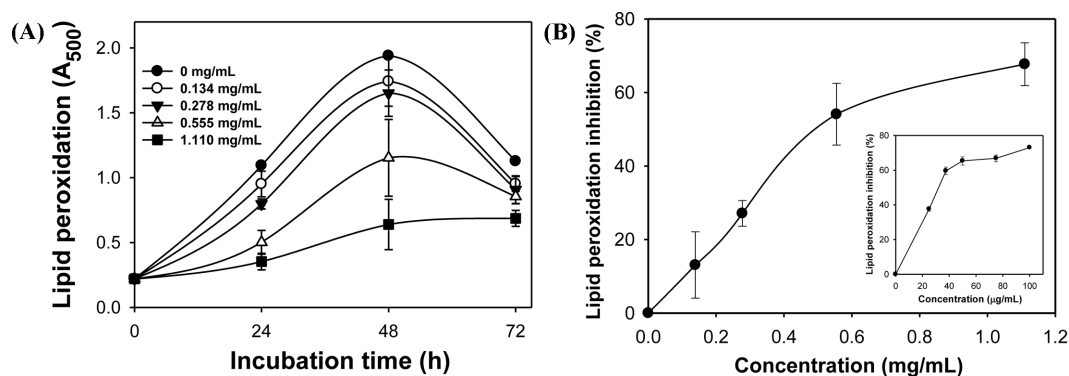 (A)
Lipid peroxidation (A500)
2.0
1.5
1.0
0.5
0.0
0 mg/mL
0.134 mg/mL
0.278 mg/mL
0.555 mg/mL
1.110 mg/mL
0 24 48 72
Incubation time (h)
(B)
Lipid peroxidation inhibition (%)
80
60
40
20
0
0.0 0.2 0.4 0.6 0.8 1.0 1.2
Concentration (mg/mL)
Lipid peroxidation inhibition (%)
80
60
40
20
0
0 20 40 60 80 100
Concentration (µg/mL)